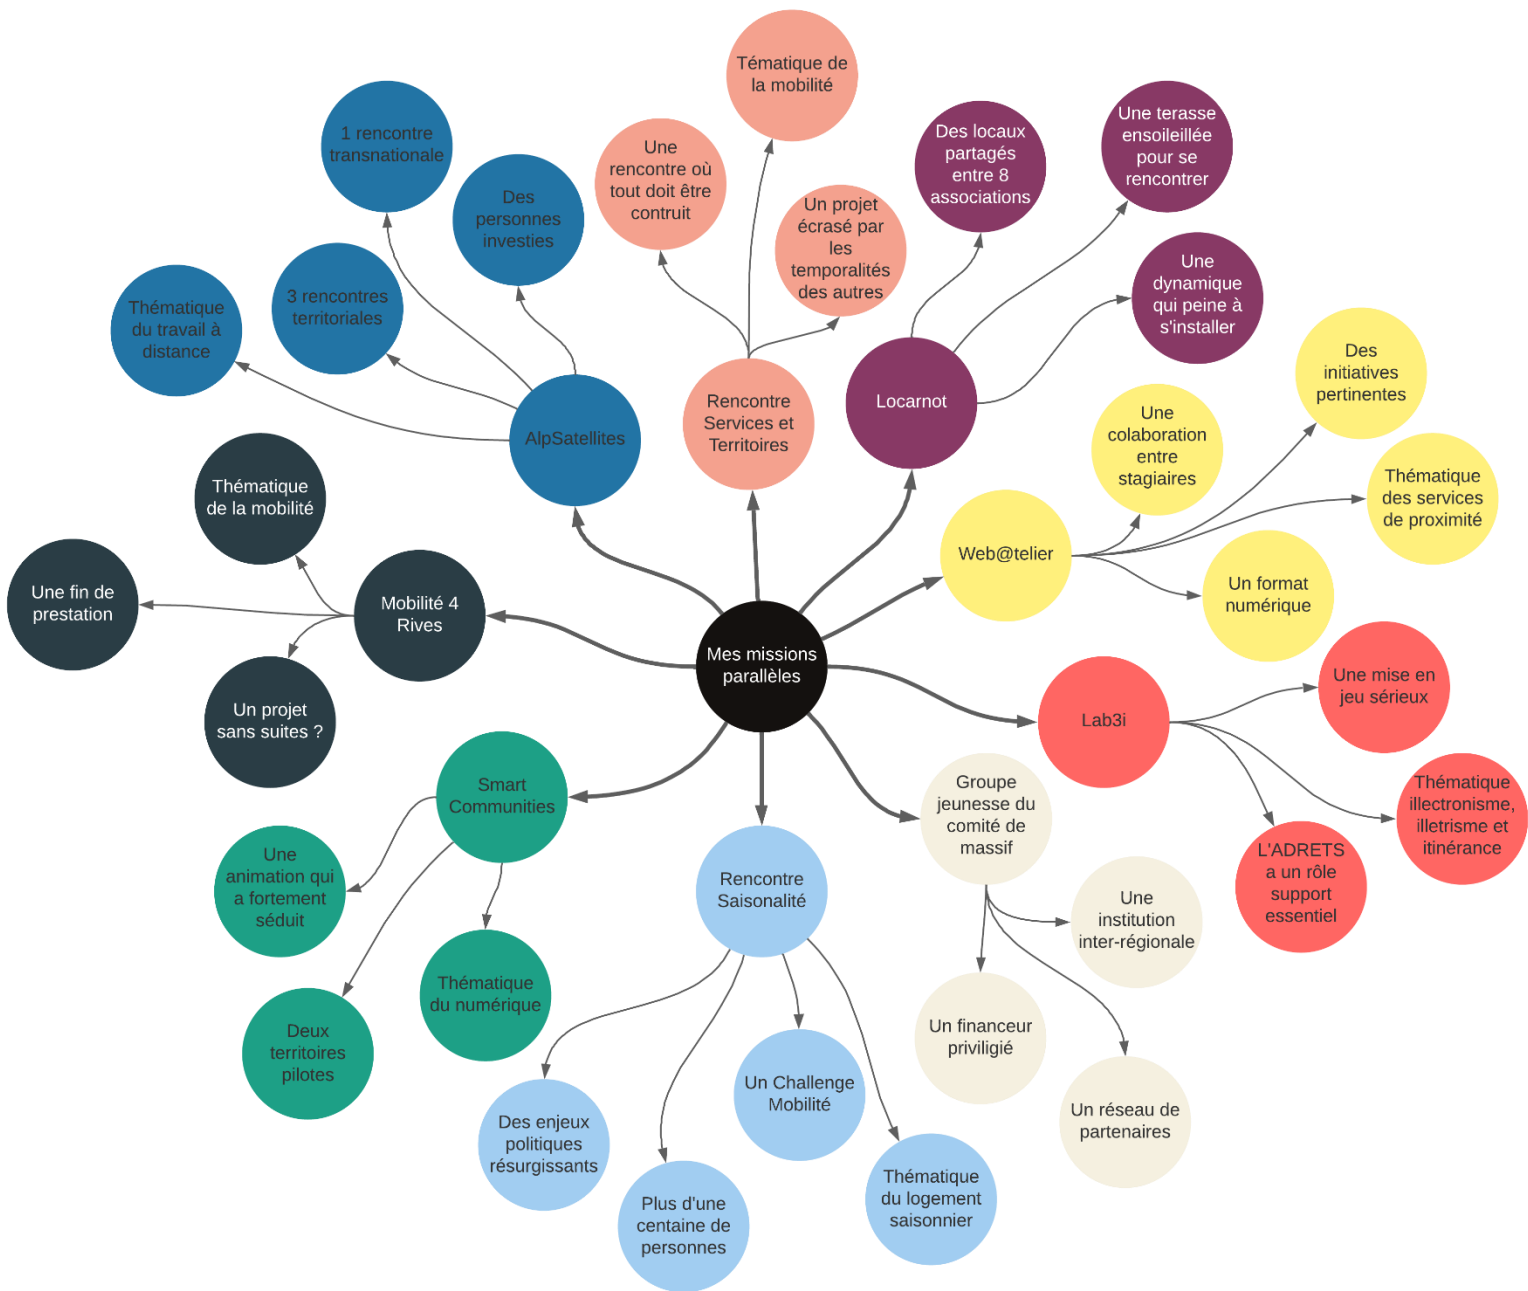 Mes missions
parallèles
AlpSatellites
1 rencontre
transnationale
Des
personnes
investies
3 rencontres
territoriales
Thématique
du travail à
distance
Rencontre
Services et
Territoires
Une
rencontre où
tout doit être
contruit
Tématique de
la mobilité
Un projet
écrasé par
les
temporalités
des autres
Locarnot
Des locaux
partagés
entre 8
associations
Une terasse
ensoileillée
pour se
rencontrer
Une
dynamique
qui peine à
s'installer
Web@telier
Une
colaboration
entre
stagiaires
Des
initiatives
pertinentes
Thématique
des services
de proximité
Un format
numérique
Lab3i
Une mise en
jeu sérieux
Thématique
illectronisme,
illetrisme et
itinérance
L'ADRETS
a un rôle
support
essentiel
Groupe
jeunesse du
comité de
massif
Une
institution
inter-régionale
Un financeur
priviligié
Un réseau de
partenaires
Rencontre
Saisonalité
Des enjeux
politiques
résurgissants
Plus d'une
centaine de
personnes
Un Challenge
Mobilité
Thématique
du logement
saisonnier
Smart
Communities
Une
animation qui
a fortement
séduit
Deux
territoires
pilotes
Thématique
du numérique
Mobilité 4
Rives
Thématique
de la mobilité
Une fin de
prestation
Un projet
sans suites ?